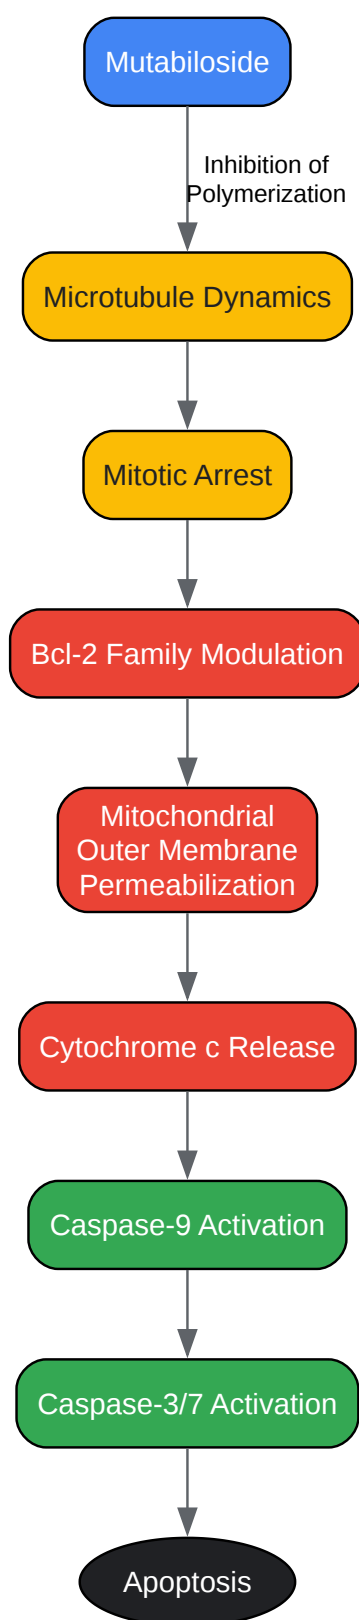 Mutabiloside
Inhibition of
Polymerization
Microtubule Dynamics
Mitotic Arrest
Bcl-2 Family Modulation
Mitochondrial
Outer Membrane
Permeabilization
Cytochrome c Release
Caspase-9 Activation
Caspase-3/7 Activation
Apoptosis